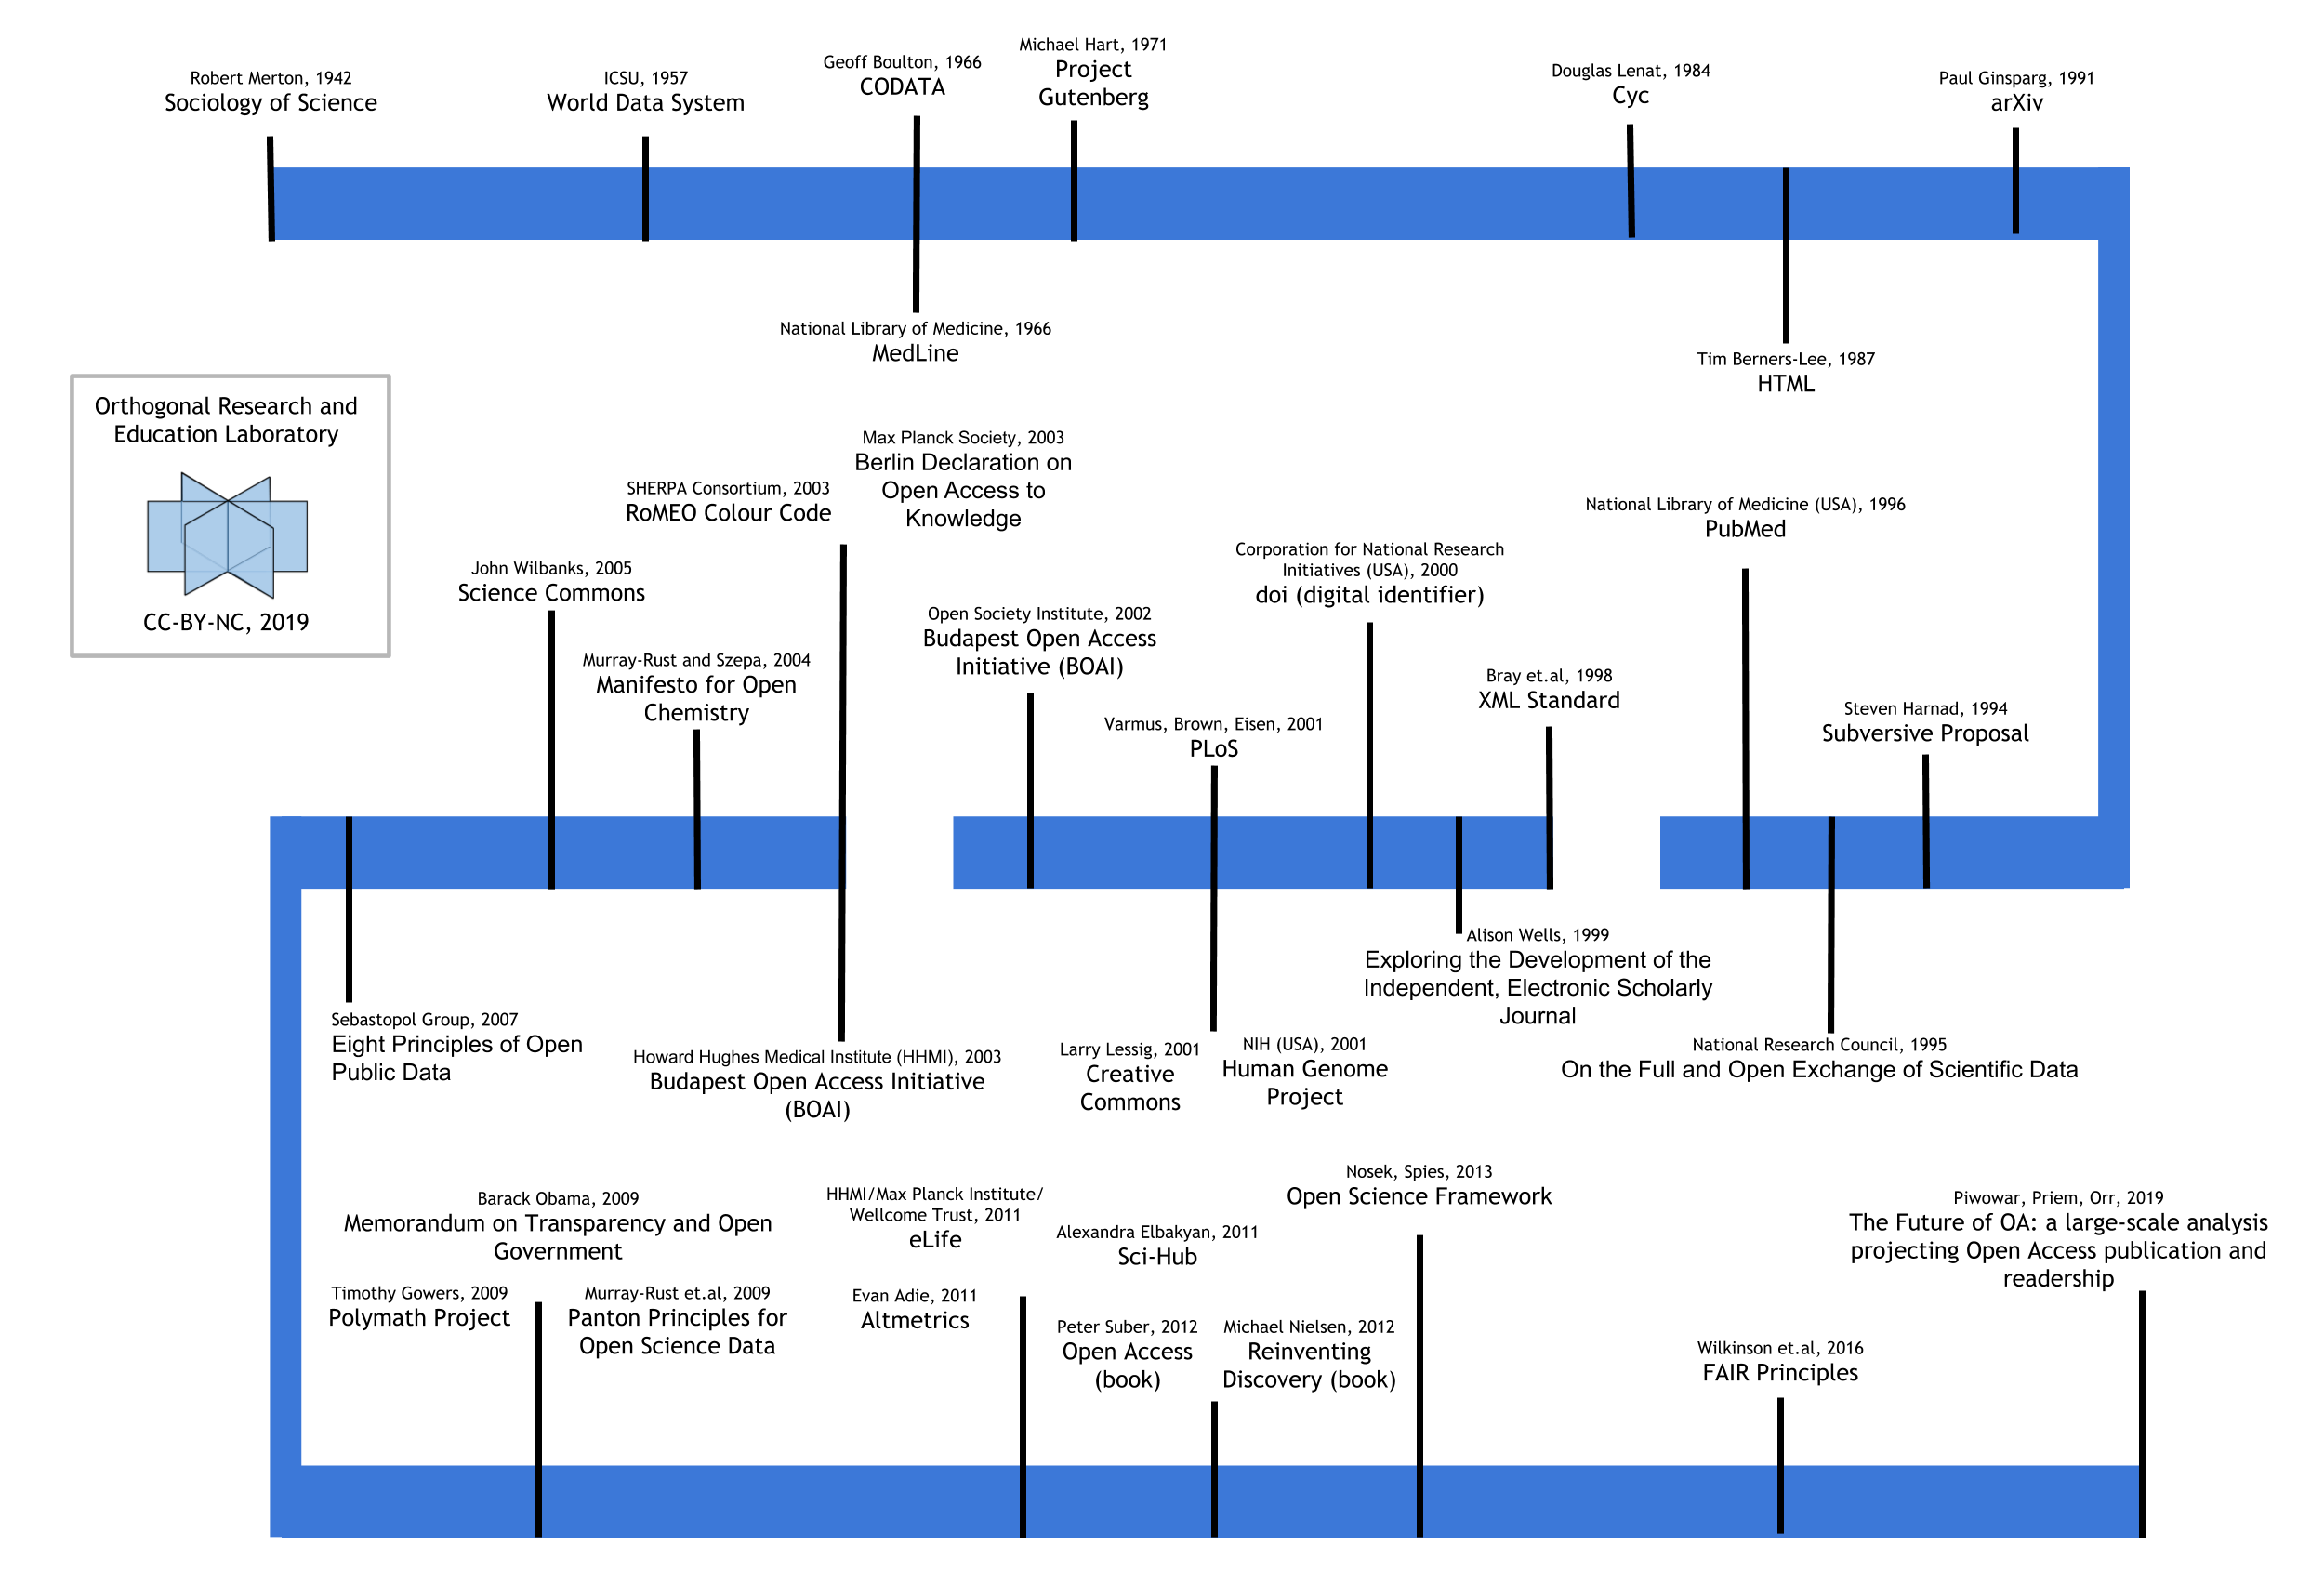 Robert Merton, 1942
Sociology of Science
ICSU, 1957
World Data System
Geoff Boulton, 1966
CODATA
Michael Hart, 1971
Project
Gutenberg
Douglas Lenat, 1984
Cyc
Paul Ginsparg, 1991
arXiv
National Library of Medicine, 1966
MedLine
Tim Berners-Lee, 1987
HTML
Orthogonal Research and
Education Laboratory
CC-BY-NC, 2019
Max Planck Society, 2003
Berlin Declaration on
Open Access to
Knowledge
SHERPA Consortium, 2003
RoMEO Colour Code
John Wilbanks, 2005
Science Commons
Murray-Rust and Szepa, 2004
Manifesto for Open
Chemistry
Open Society Institute, 2002
Budapest Open Access
Initiative (BOAI)
Varmus, Brown, Eisen, 2001
PLoS
Corporation for National Research
Initiatives (USA), 2000
doi (digital identifier)
Bray et.al, 1998
XML Standard
National Library of Medicine (USA), 1996
PubMed
Steven Harnad, 1994
Subversive Proposal
Sebastopol Group, 2007
Eight Principles of Open
Public Data
Howard Hughes Medical Institute (HHMI), 2003
Budapest Open Access Initiative
(BOAI)
Larry Lessig, 2001
Creative
Commons
NIH (USA), 2001
Human Genome
Project
Alison Wells, 1999
Exploring the Development of the
Independent, Electronic Scholarly
Journal
National Research Council, 1995
On the Full and Open Exchange of Scientific Data
Barack Obama, 2009
Memorandum on Transparency and Open
Government
Timothy Gowers, 2009
Polymath Project
Murray-Rust et.al, 2009
Panton Principles for
Open Science Data
HHMI/Max Planck Institute/
Wellcome Trust, 2011
eLife
Evan Adie, 2011
Altmetrics
Alexandra Elbakyan, 2011
Sci-Hub
Peter Suber, 2012
Open Access
(book)
Michael Nielsen, 2012
Reinventing
Discovery (book)
Nosek, Spies, 2013
Open Science Framework
Wilkinson et.al, 2016
FAIR Principles
Piwowar, Priem, Orr, 2019
The Future of OA: a large-scale analysis
projecting Open Access publication and
readership